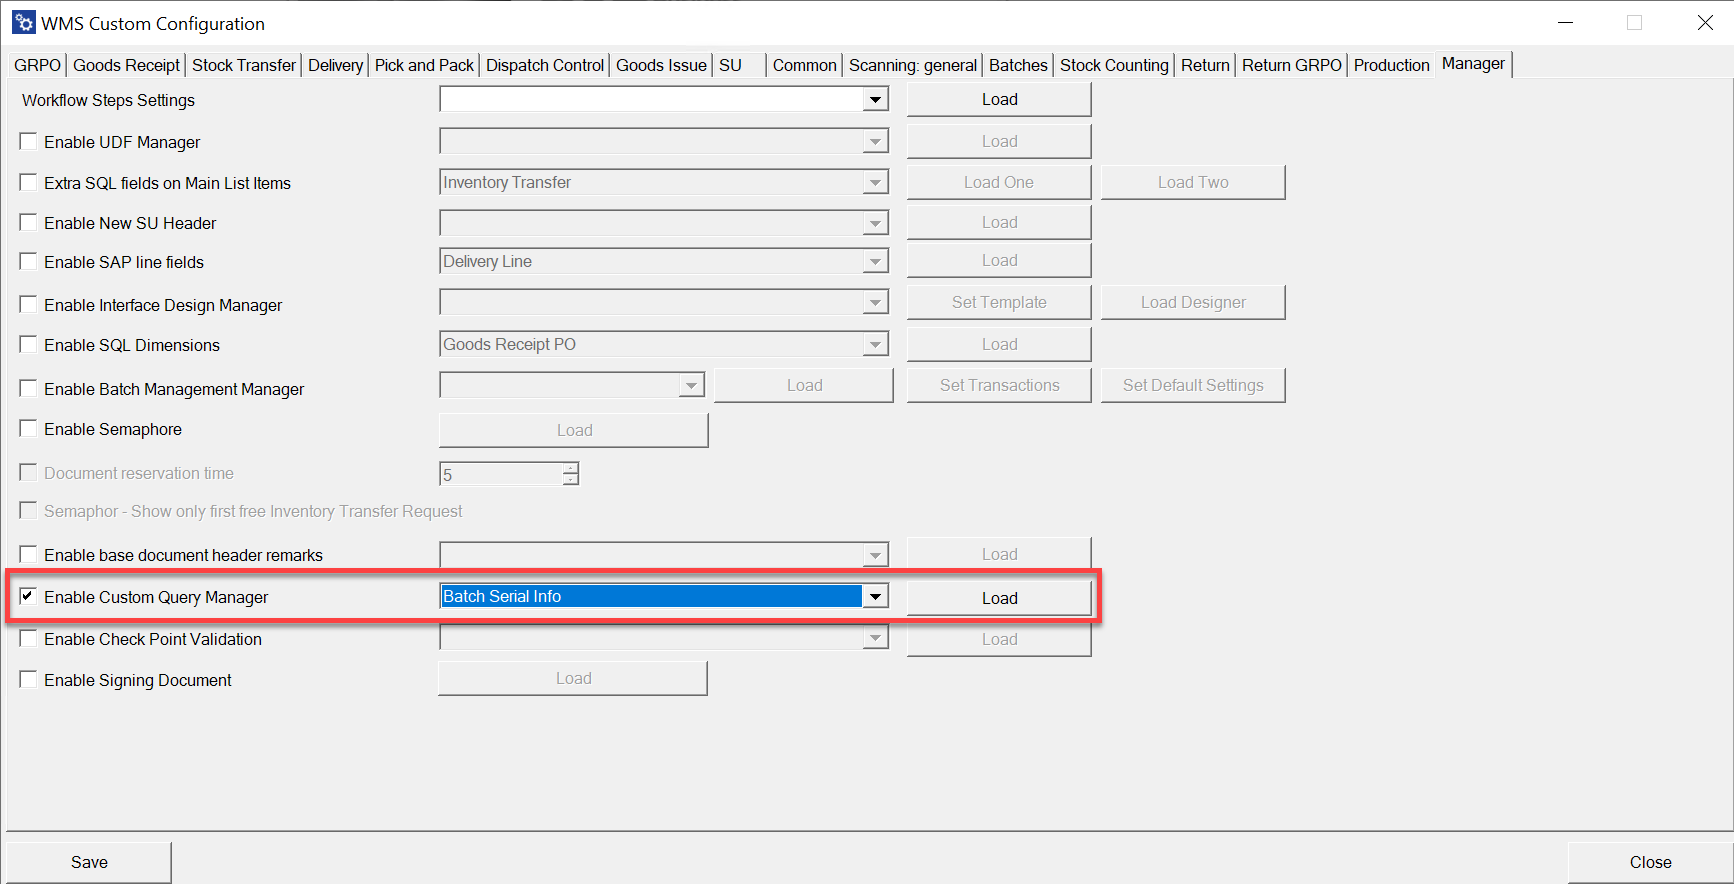 WMS Custom Configuration
GRPO Goods Receipt Stock Transfer Delivery Pick and Pack Dispatch Control Goods Issue SU Common Scanning: general Batches Stock Counting Return Return GRPO Production Manager
Workflow Steps Settings Load
Enable UDF Manager Load
Extra SQL fields on Main List Items Inventory Transfer Load One Load Two
Enable New SU Header Load
Enable SAP line fields Delivery Line Load
Enable Interface Design Manager Set Template Load Designer
Enable SQL Dimensions Goods Receipt PO Load
Enable Batch Management Manager Load Set Transactions Set Default Settings
Enable Semaphore Load
Document reservation time 5
Semaphor - Show only first free Inventory Transfer Request
Enable base document header remarks Load
Enable Custom Query Manager Batch Serial Info Load
Enable Check Point Validation Load
Enable Signing Document Load
Save Close